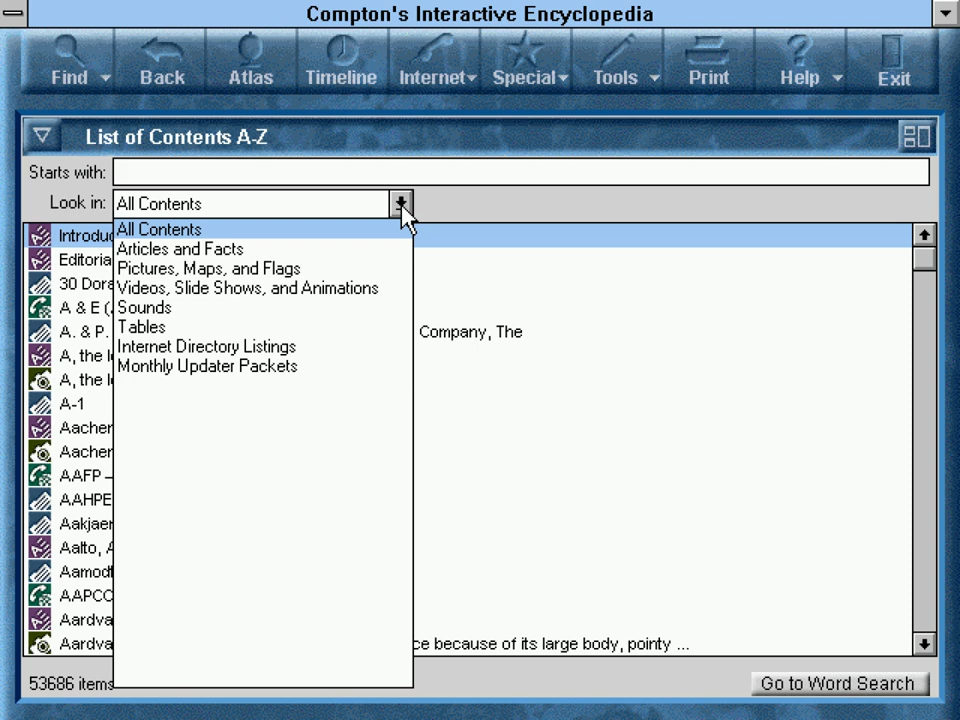 Compton's Interactive Encyclopedia
Find Back Atlas Timeline Internet Special Tools Print Help Exit
List of Contents A-Z
Starts with:
Look in: All Contents
All Contents
Articles and Facts
Pictures, Maps, and Flags
Videos, Slide Shows, and Animations
Sounds
Tables
Internet Directory Listings
Monthly Updater Packets
Introduc
Editoria
30 Dora
A & E (
A. & P. Company, The
A, the l
A, the l
A-1
Aacher
Aacher
AAFP –
AAHPE
Aakjaer
Aalto, A
Aamodt
AAPCC
Aardva
Aardva ce because of its large body, pointy ...
53686 items
Go to Word Search